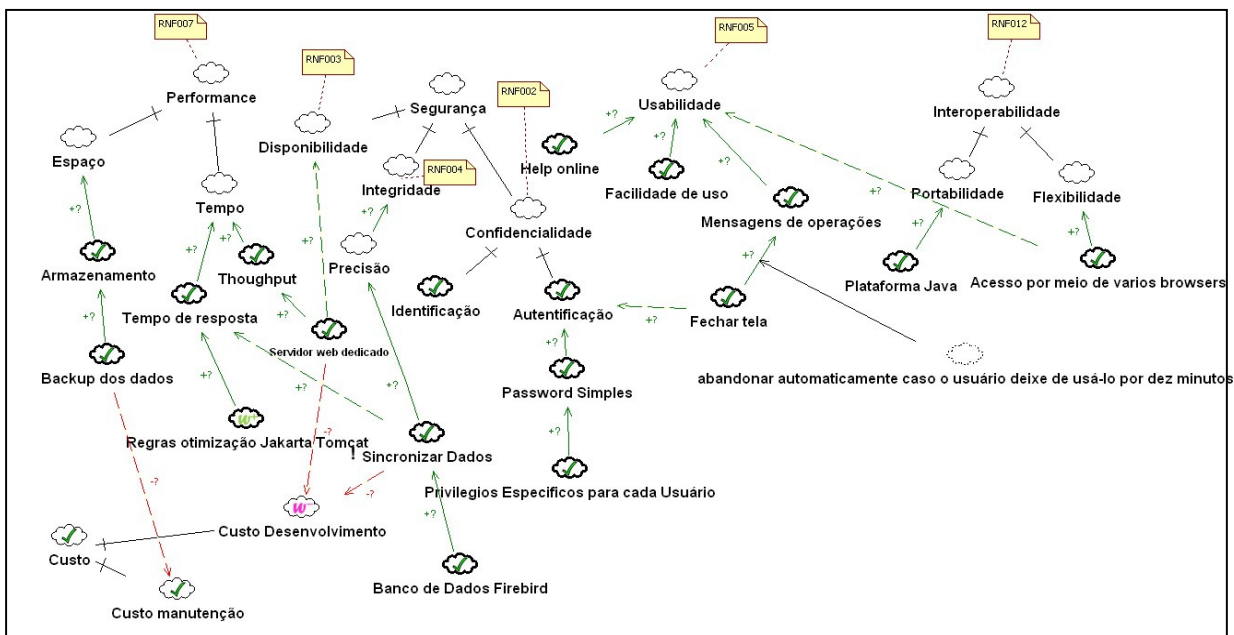 RNF007
RNF003
RNF002
RNF005
RNF012
Performance
Segurança
Usabilidade
Interoperabilidade
Disponibilidade
Espaço
Help online
+?
+?
+?
+?
RNF004
Integridade
Facilidade de uso
Portabilidade
Flexibilidade
Tempo
+?
+?
Mensagens de operações
+?
+?
+?
Confidencialidade
+?
+?
+?
Armazenamento
Thoughput
Precisão
Plataforma Java
Acesso por meio de varios browsers
Identificação
Autentificação
Fechar tela
Tempo de resposta
+?
+?
+?
+?
Servidor web dedicado
Backup dos dados
+?
abandonar automaticamente caso o usuário deixe de usá-lo por dez minutos
+?
+?
Password Simples
W+
+?
Regras otimização Jakarta Tomcat
-?
! Sincronizar Dados
-?
-?
Privilegios Especificos para cada Usuário
W-
+?
Custo Desenvolvimento
Custo
Banco de Dados Firebird
Custo manutenção